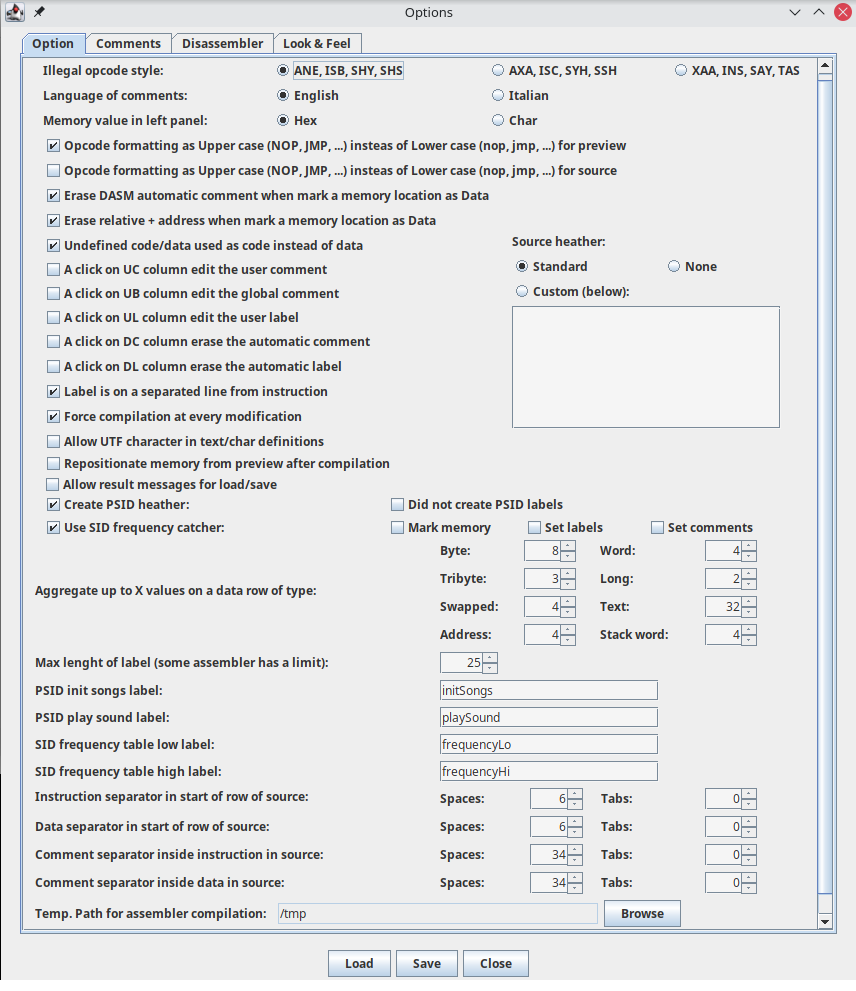 Options
Option Comments Disassembler Look & Feel
Illegal opcode style: ANE, ISB, SHY, SHS AXA, ISC, SYH, SSH XAA, INS, SAY, TAS
Language of comments: English Italian
Memory value in left panel: Hex Char
Opcode formatting as Upper case (NOP, JMP, ...) insteas of Lower case (nop, jmp, ...) for preview
Opcode formatting as Upper case (NOP, JMP, ...) insteas of Lower case (nop, jmp, ...) for source
Erase DASM automatic comment when mark a memory location as Data
Erase relative + address when mark a memory location as Data
Undefined code/data used as code instead of data
Source heather:
A click on UC column edit the user comment
Standard None
A click on UB column edit the global comment
Custom (below):
A click on UL column edit the user label
A click on DC column erase the automatic comment
A click on DL column erase the automatic label
Label is on a separated line from instruction
Force compilation at every modification
Allow UTF character in text/char definitions
Repositionate memory from preview after compilation
Allow result messages for load/save
Create PSID heather: Did not create PSID labels
Use SID frequency catcher: Mark memory Set labels Set comments
Aggregate up to X values on a data row of type:
Byte: 8 Word: 4
Tribyte: 3 Long: 2
Swapped: 4 Text: 32
Address: 4 Stack word: 4
Max lenght of label (some assembler has a limit): 25
PSID init songs label: initSongs
PSID play sound label: playSound
SID frequency table low label: frequencyLo
SID frequency table high label: frequencyHi
Instruction separator in start of row of source: Spaces: 6 Tabs: 0
Data separator in start of row of source: Spaces: 6 Tabs: 0
Comment separator inside instruction in source: Spaces: 34 Tabs: 0
Comment separator inside data in source: Spaces: 34 Tabs: 0
Temp. Path for assembler compilation: /tmp Browse
Load Save Close